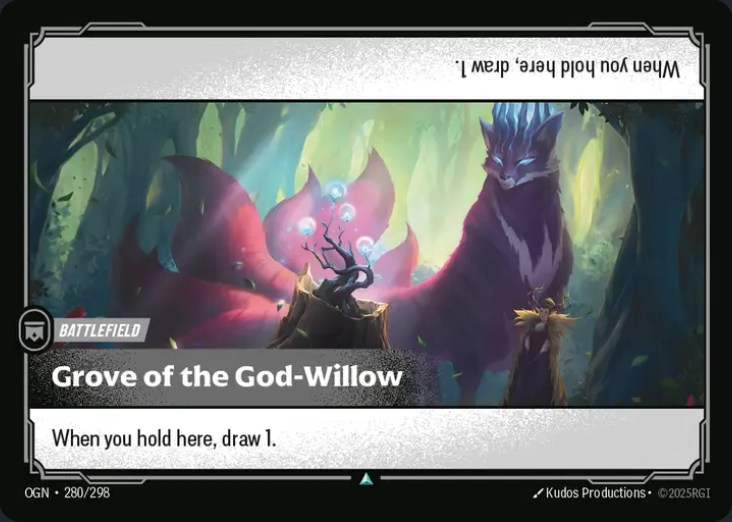 When you hold here, draw 1.
BATTLEFIELD
Grove of the God-Willow
When you hold here, draw 1.
OGN • 280/298
Kudos Productions • ©2025RGI